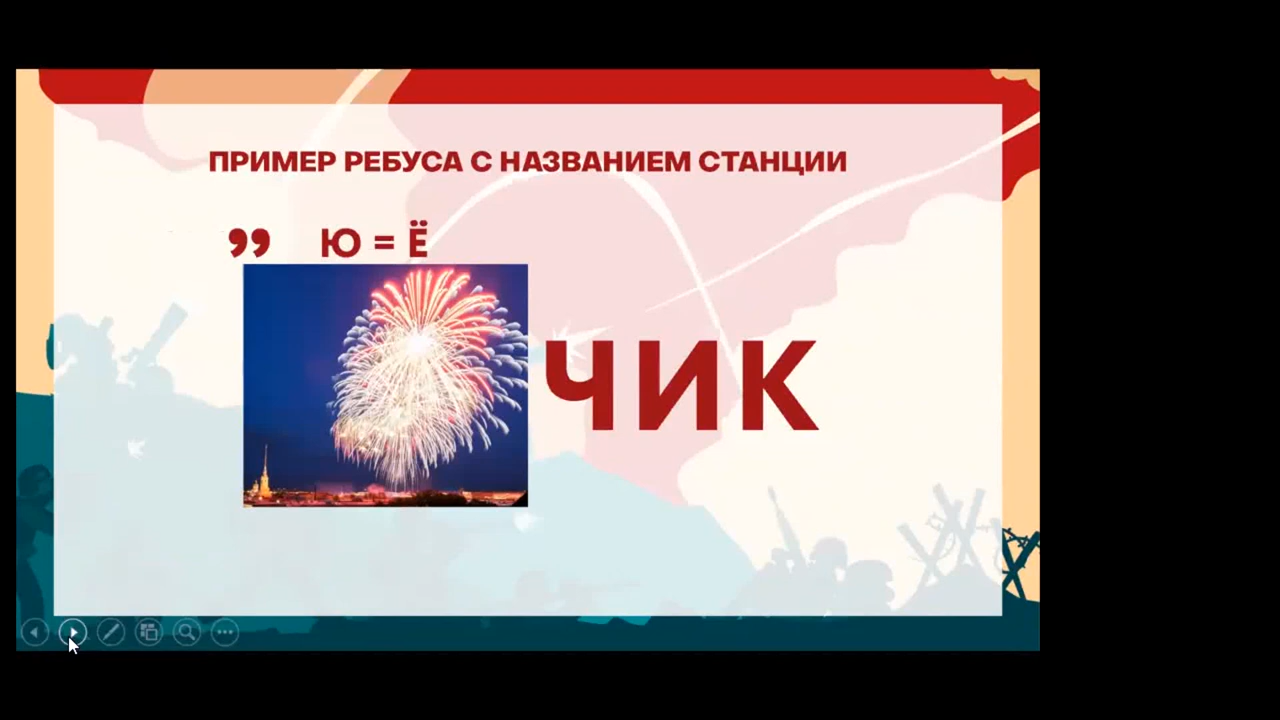 ПРИМЕР РЕБУСА С НАЗВАНИЕМ СТАНЦИИ
,, Ю = Ё
ЧИК